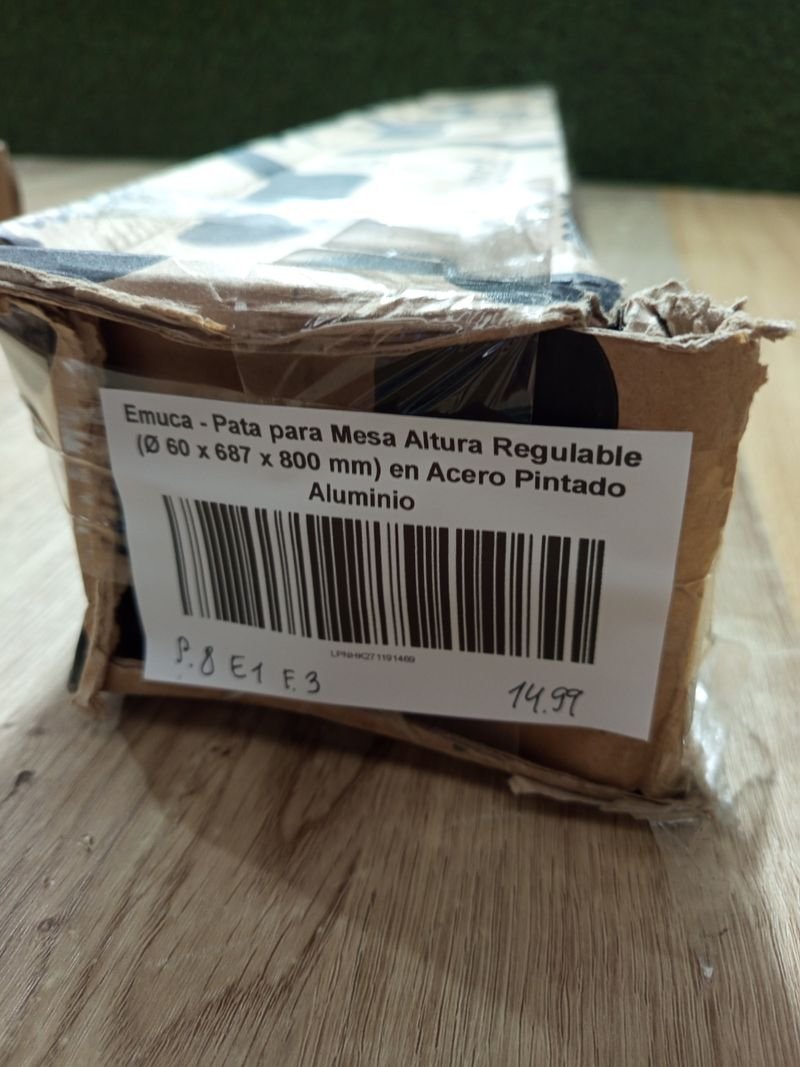 Emuca - Pata para Mesa Altura Regulable
(Ø 60 x 687 x 800 mm) en Acero Pintado
Aluminio
LPNHK271191469
P.8 E1 F.3
14.99